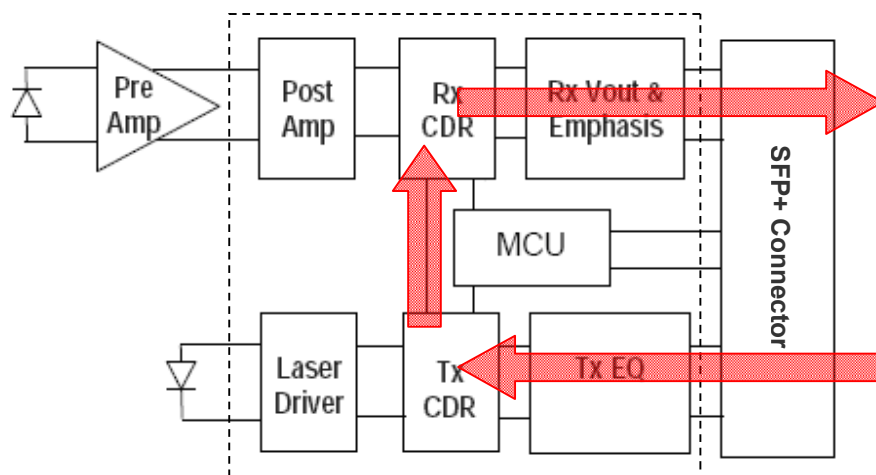 Pre
Amp
Post
Amp
Rx
CDR
Rx Vout &
Emphasis
SFP+ Connector
MCU
Laser
Driver
Tx
CDR
Tx EQ